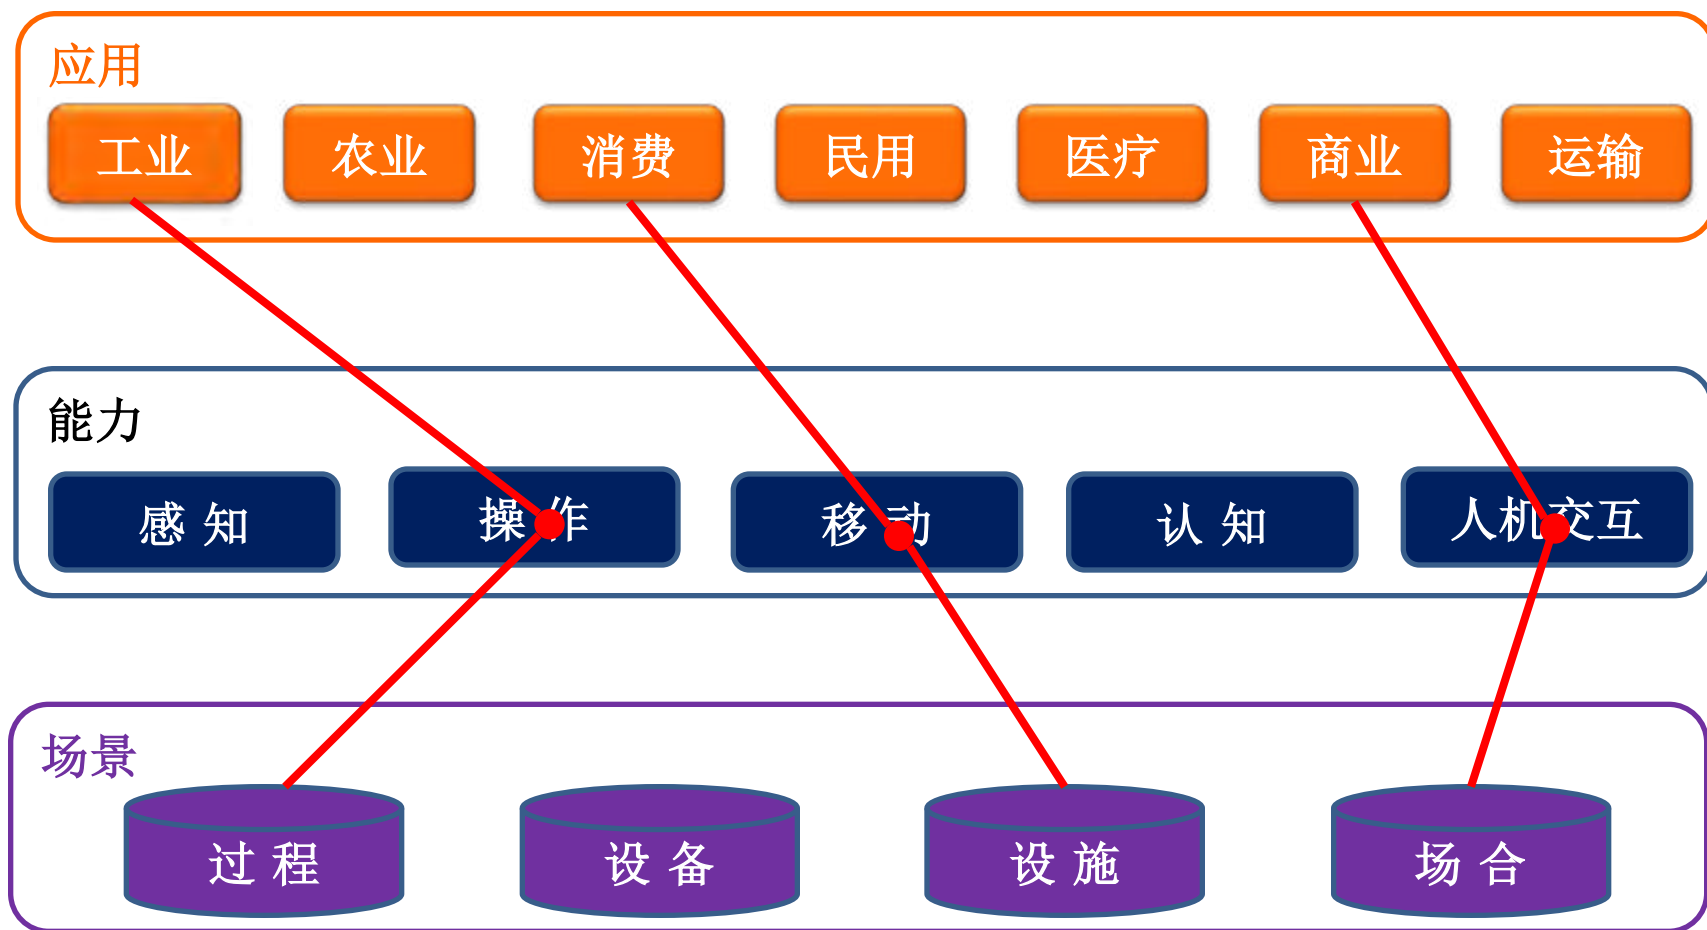 应用
工业 农业 消费 民用 医疗 商业 运输
能力
感 知 操 作 移 动 认 知 人机交互
场景
过 程 设 备 设 施 场 合